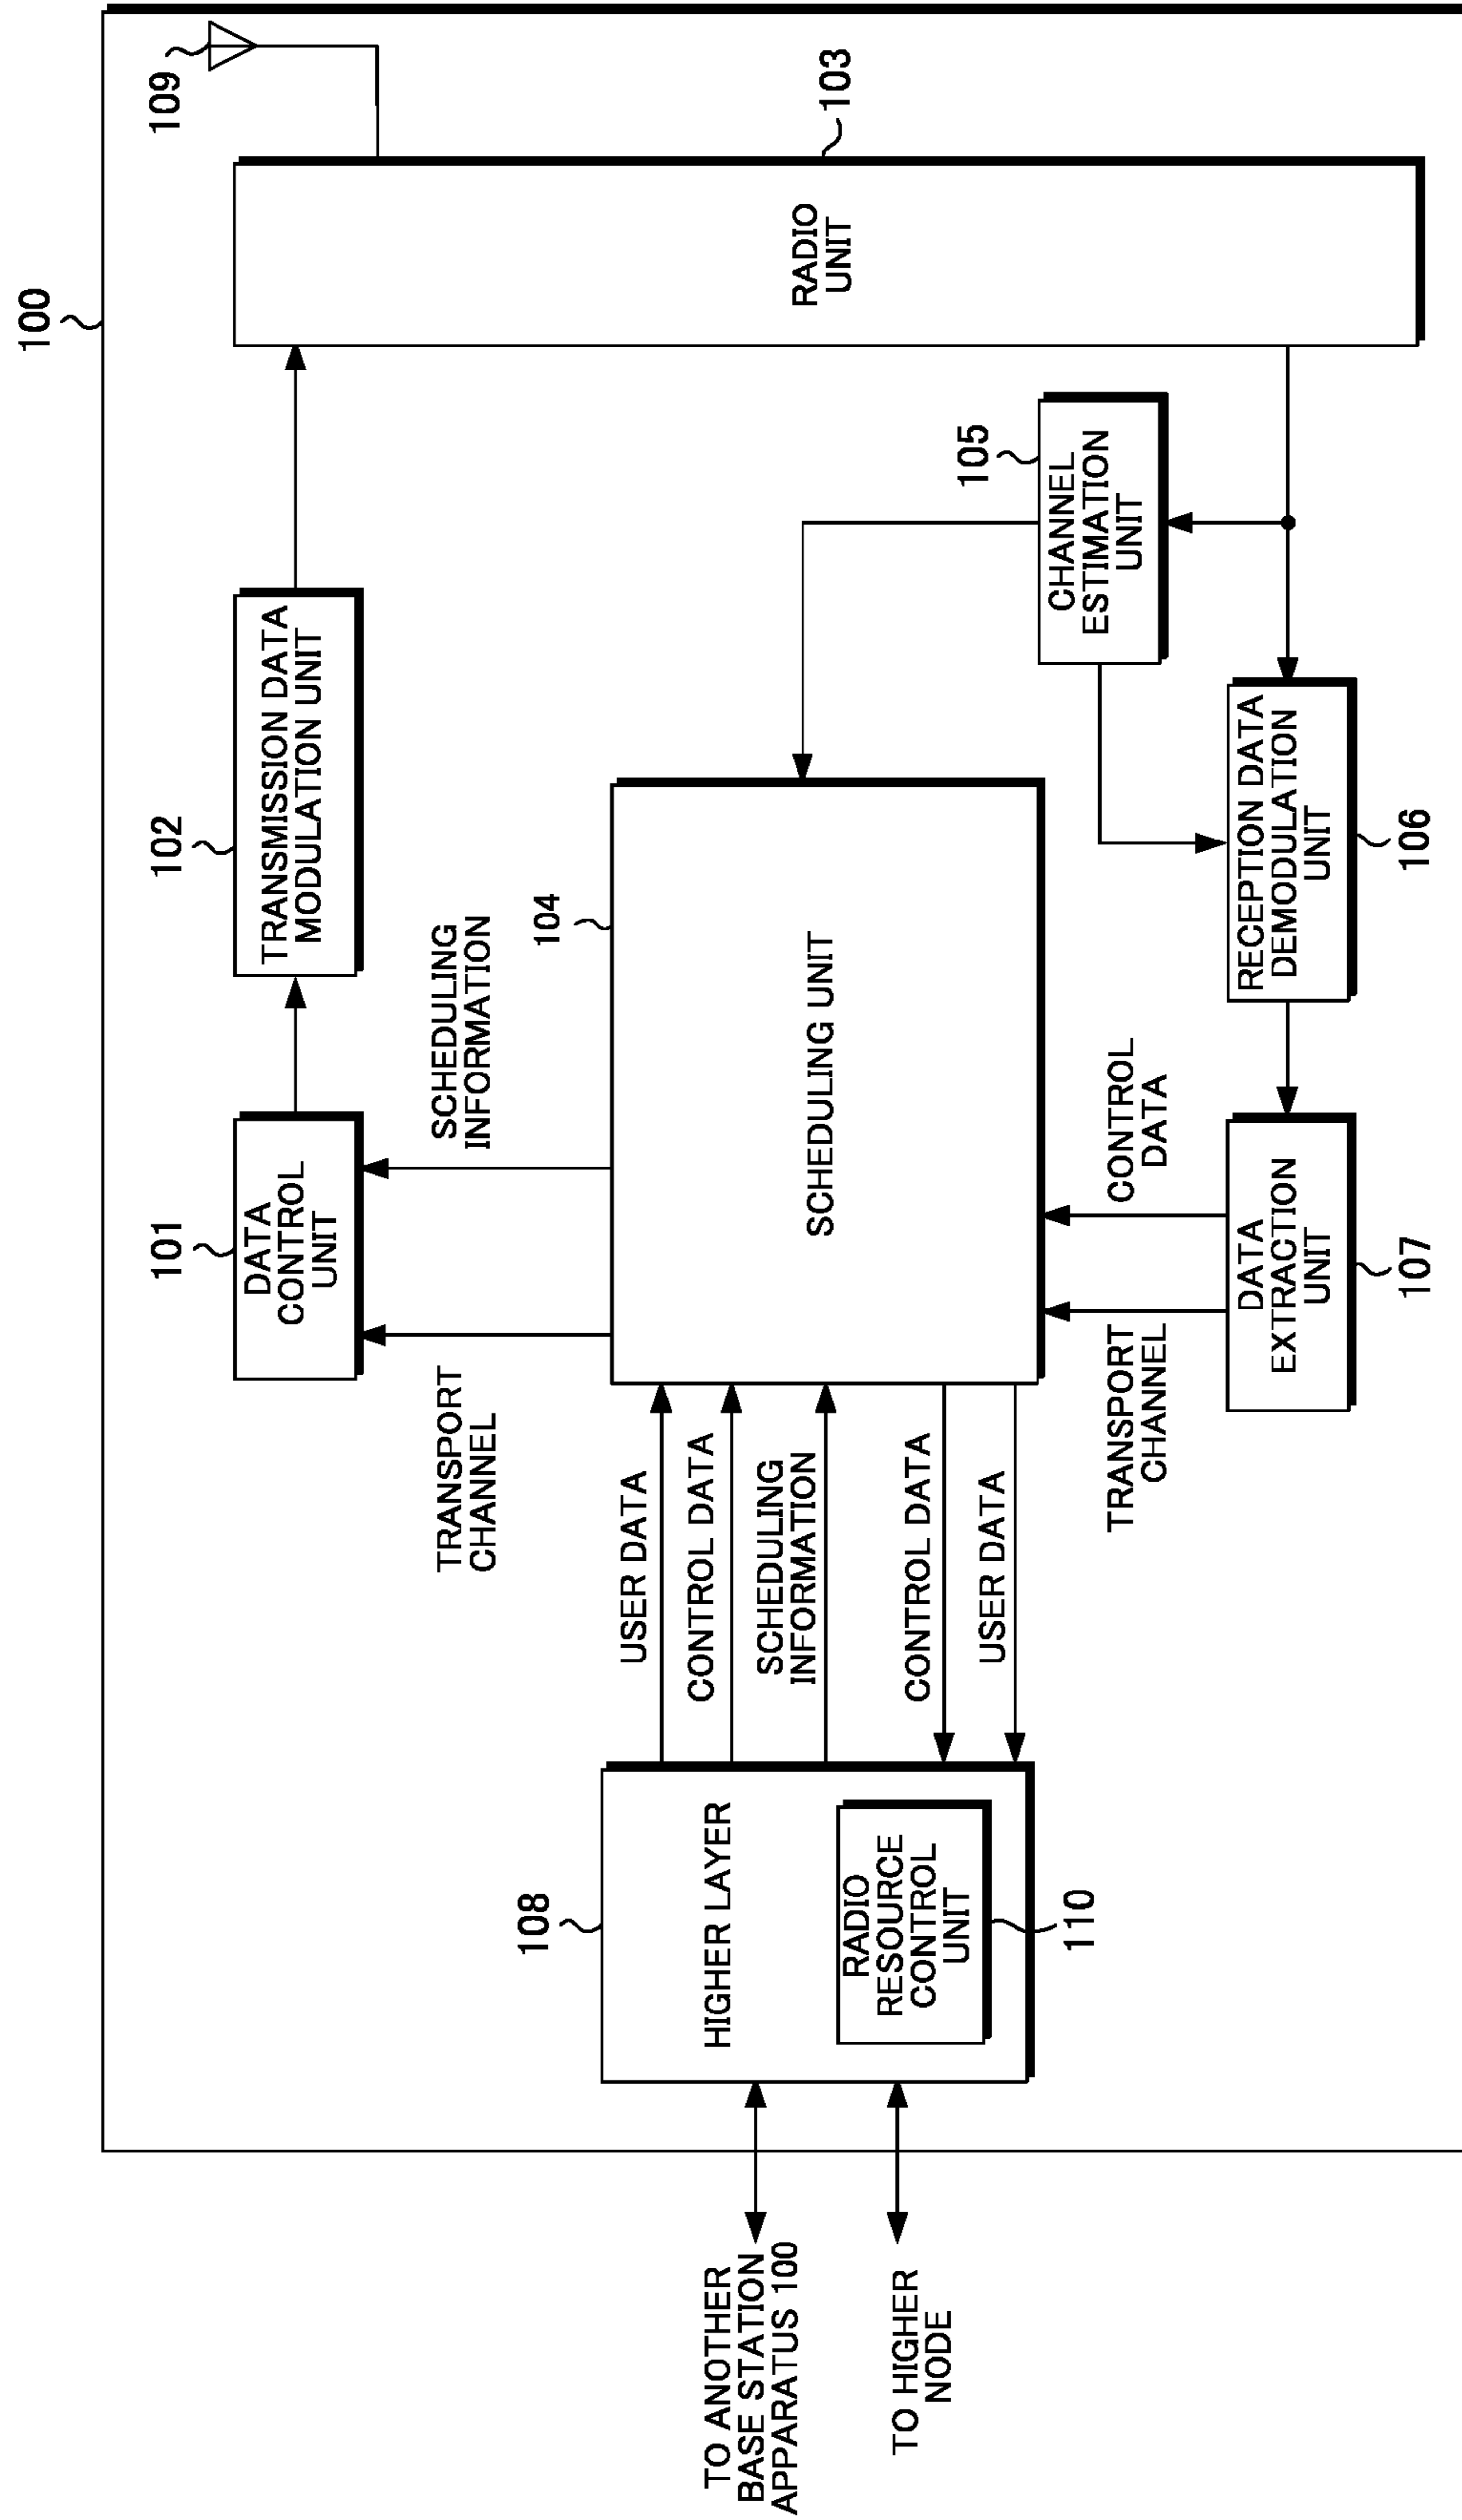 100
109
101
DATA
CONTROL
UNIT
102
TRANSMISSION DATA
MODULATION UNIT
103
RADIO
UNIT
TRANSPORT
CHANNEL
SCHEDULING
INFORMATION
104
SCHEDULING UNIT
108
HIGHER LAYER
RADIO
RESOURCE
CONTROL
UNIT
110
USER DATA
CONTROL DATA
SCHEDULING
INFORMATION
CONTROL DATA
USER DATA
TO ANOTHER
BASE STATION
APPARATUS 100
TO HIGHER
NODE
105
CHANNEL
ESTIMATION
UNIT
TRANSPORT
CHANNEL
CONTROL
DATA
DATA
EXTRACTION
UNIT
107
RECEPTION DATA
DEMODULATION
UNIT
106